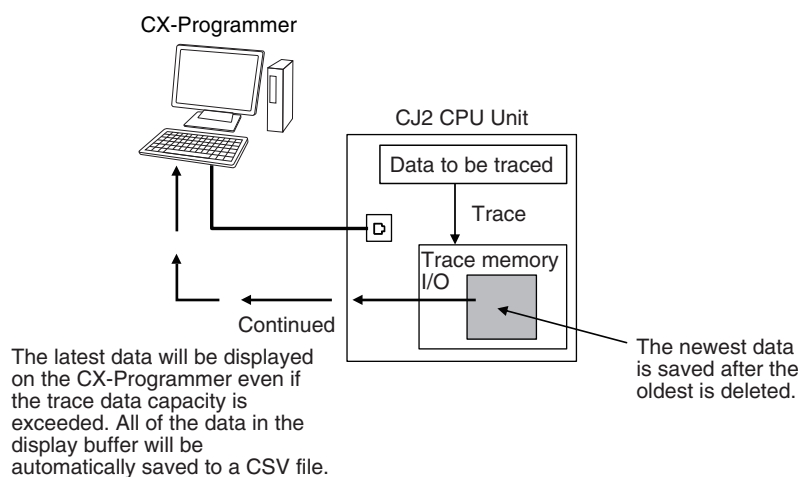 CX-Programmer
CJ2 CPU Unit
Data to be traced
Trace
Trace memory
I/O
Continued
The latest data will be displayed
on the CX-Programmer even if
the trace data capacity is
exceeded. All of the data in the
display buffer will be
automatically saved to a CSV file.
The newest data
is saved after the
oldest is deleted.